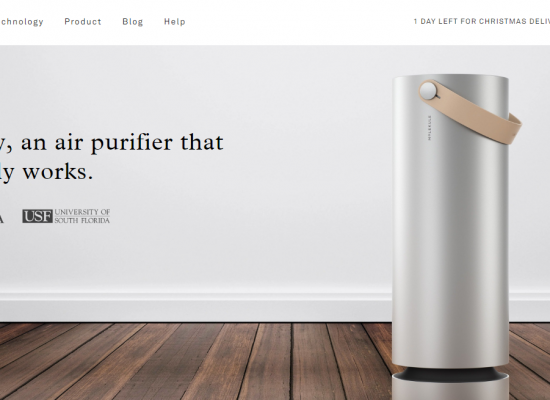 chnology Product Blog Help
1 DAY LEFT FOR CHRISTMAS DELIV
y, an air purifier that
ly works.
A
USF UNIVERSITY OF
SOUTH FLORIDA
MOLEKULE